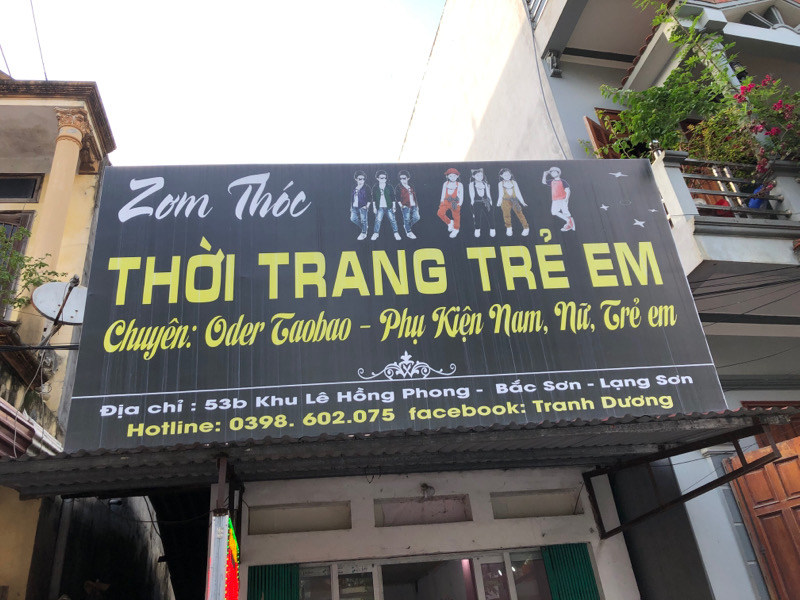 Zơm Thóc
THỜI TRANG TRẺ EM
Chuyên: Oder Taobao - Phụ Kiện Nam, Nữ, Trẻ em
Địa chỉ : 53b Khu Lê Hồng Phong - Bắc Sơn - Lạng Sơn
Hotline: 0398. 602.075 facebook: Tranh Dương